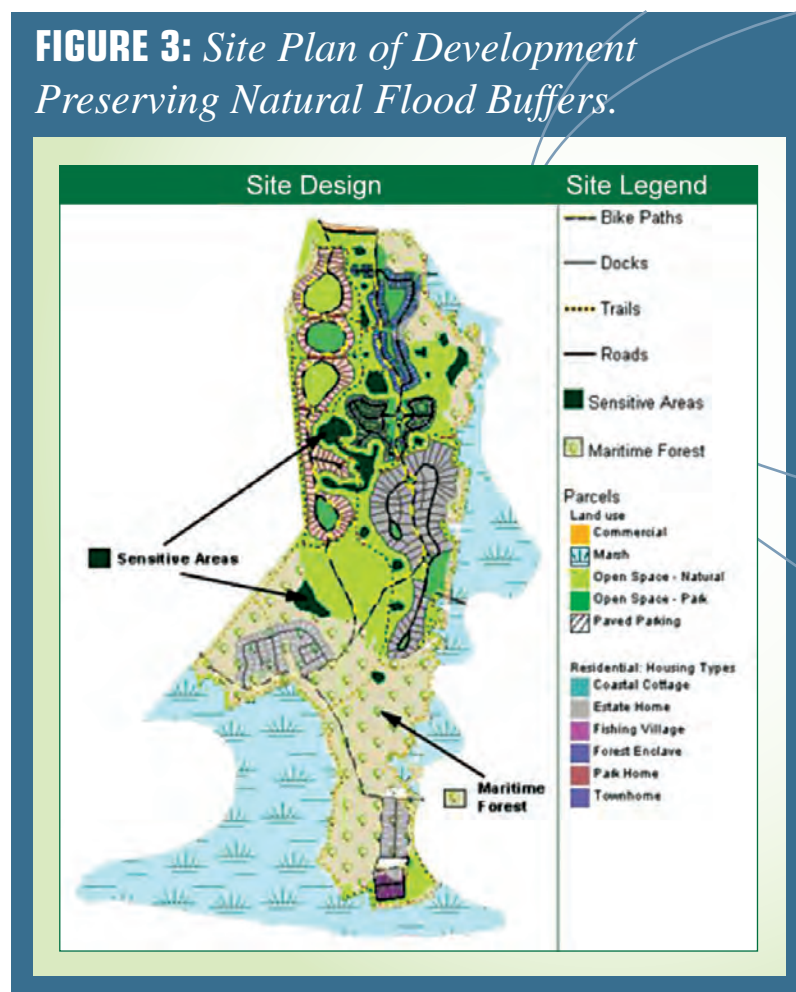 FIGURE 3: Site Plan of Development
Preserving Natural Flood Buffers.
Site Design
Site Legend
Bike Paths
Docks
Trails
Roads
Sensitive Areas
Maritime Forest
Parcels
Land use
Commercial
Marsh
Open Space - Natural
Open Space - Park
Paved Parking
Residential: Housing Types
Coastal Cottage
Estate Home
Fishing Village
Forest Enclave
Park Home
Townhome
Sensitive Areas
Maritime
Forest